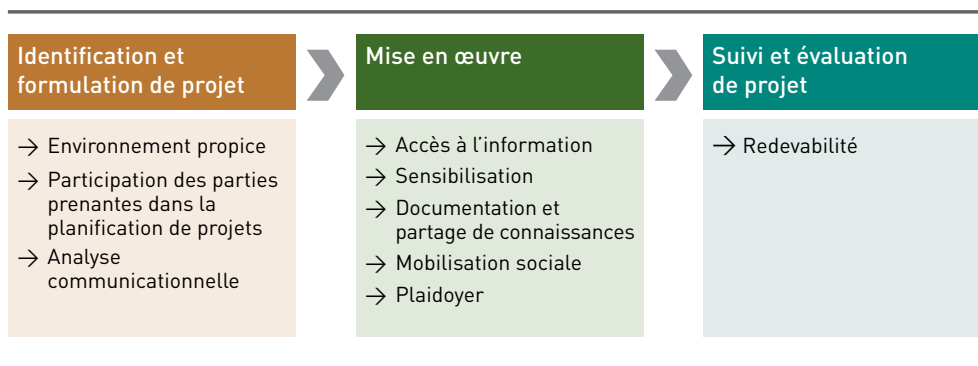 Identification et
formulation de projet
→ Environnement propice
→ Participation des parties
prenantes dans la
planification de projets
→ Analyse
communicationnelle
Mise en œuvre
→ Accès à l’information
→ Sensibilisation
→ Documentation et
partage de connaissances
→ Mobilisation sociale
→ Plaidoyer
Suivi et évaluation
de projet
→ Redevabilité